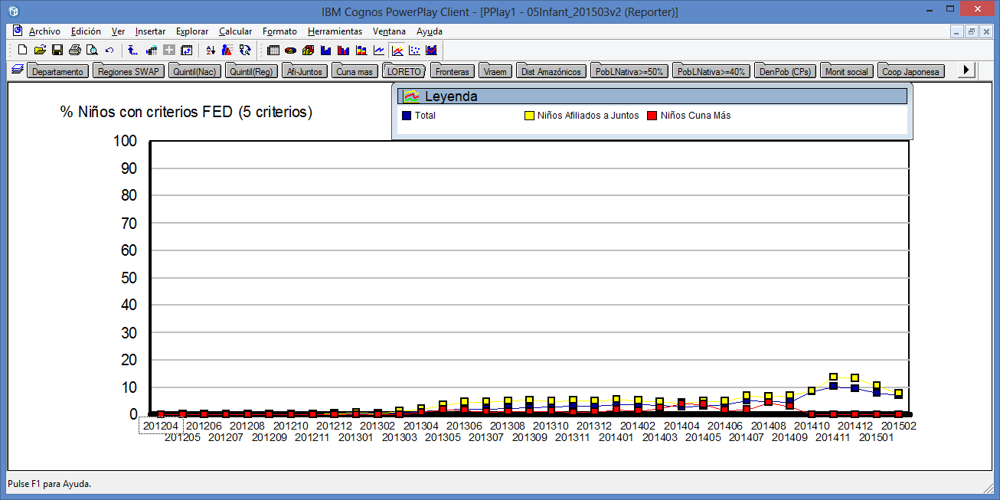 IBM Cognos PowerPlay Client - [PPlay1 - 05Infant_201503v2 (Reporter)]
Archivo Edición Ver Insertar Explorar Calcular Formato Herramientas Ventana Ayuda
Departamento Regiones SWAP Quintil(Nac) Quintil(Reg) Afi-Juntos Cuna mas LORETO Fronteras Vraem Dist Amazónicos PobLNativa>=50% PobLNativa>=40% DenPob (CPs) Monit social Coop Japonesa
Leyenda
Total Niños Afiliados a Juntos Niños Cuna Más
% Niños con criterios FED (5 criterios)
100
90
80
70
60
50
40
30
20
10
0
201204 201206 201208 201210 201212 201302 201304 201306 201308 201310 201312 201402 201404 201406 201408 201410 201412 201502
201205 201207 201209 201211 201301 201303 201305 201307 201309 201311 201401 201403 201405 201407 201409 201411 201501
Pulse F1 para Ayuda.